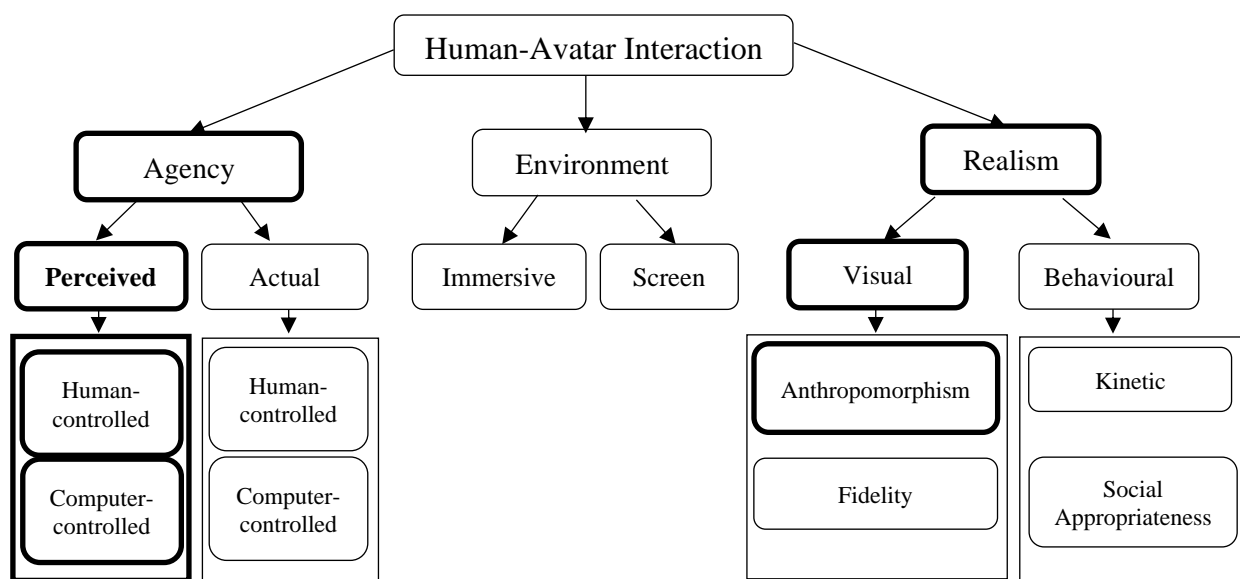 Human-Avatar Interaction
Agency
Environment
Realism
Perceived
Actual
Immersive
Screen
Visual
Behavioural
Human-
controlled
Computer-
controlled
Human-
controlled
Computer-
controlled
Anthropomorphism
Fidelity
Kinetic
Social
Appropriateness